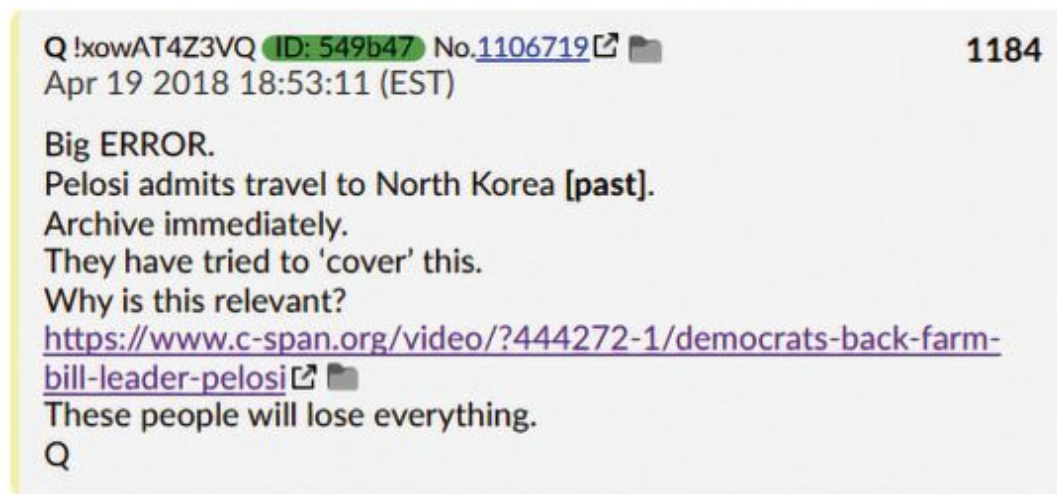 Q !xowAT4Z3VQ ID: 549b47 No.1106719 1184
Apr 19 2018 18:53:11 (EST)
Big ERROR.
Pelosi admits travel to North Korea [past].
Archive immediately.
They have tried to ‘cover’ this.
Why is this relevant?
https://www.c-span.org/video/?444272-1/democrats-back-farm-
bill-leader-pelosi
These people will lose everything.
Q